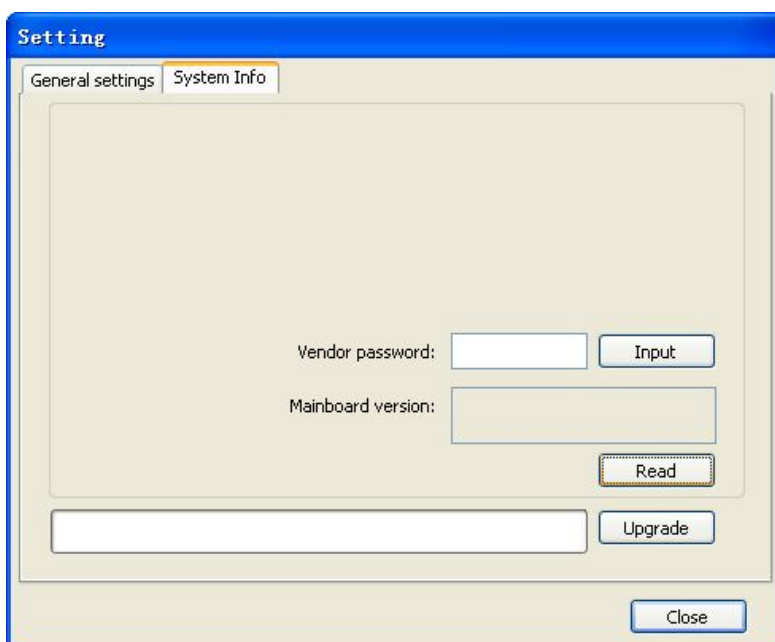 Setting
General settings System Info
Vendor password: Input
Mainboard version:
Read
Upgrade
Close